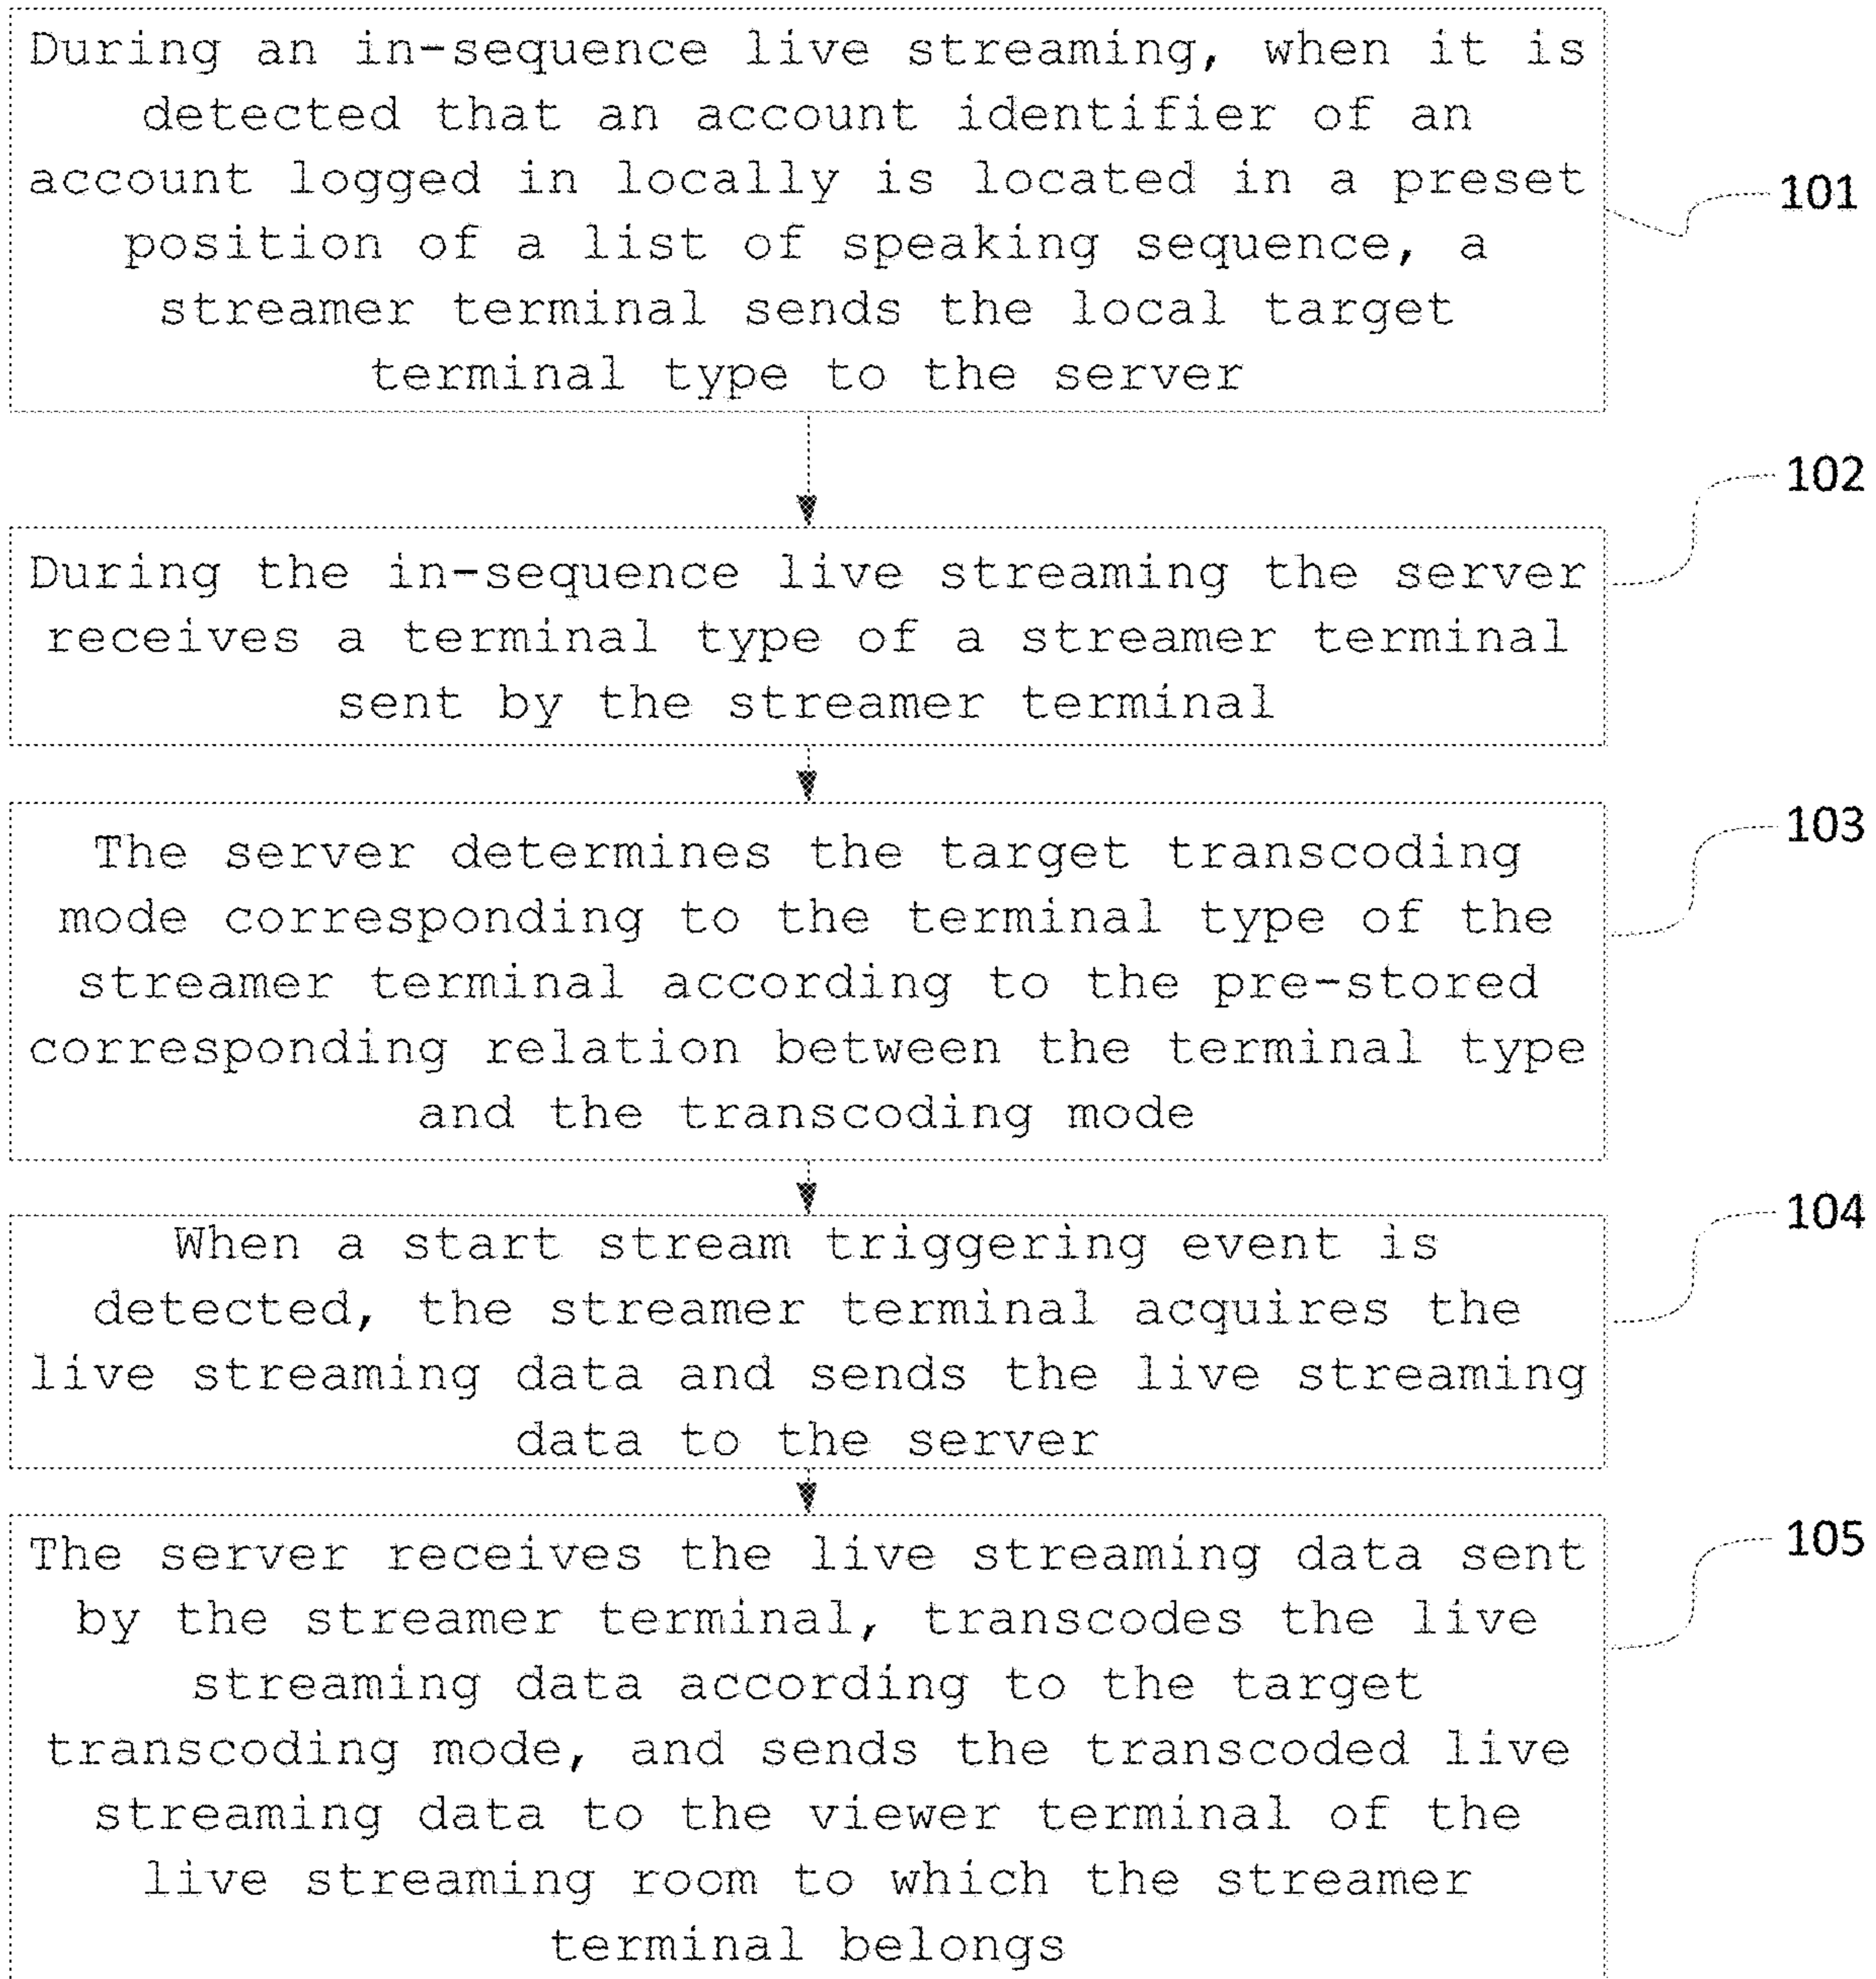 During an in-sequence live streaming, when it is
detected that an account identifier of an
account logged in locally is located in a preset
position of a list of speaking sequence, a
streamer terminal sends the local target
terminal type to the server
101
102
During the in-sequence live streaming the server
receives a terminal type of a streamer terminal
sent by the streamer terminal
103
The server determines the target transcoding
mode corresponding to the terminal type of the
streamer terminal according to the pre-stored
corresponding relation between the terminal type
and the transcoding mode
104
When a start stream triggering event is
detected, the streamer terminal acquires the
live streaming data and sends the live streaming
data to the server
105
The server receives the live streaming data sent
by the streamer terminal, transcodes the live
streaming data according to the target
transcoding mode, and sends the transcoded live
streaming data to the viewer terminal of the
live streaming room to which the streamer
terminal belongs